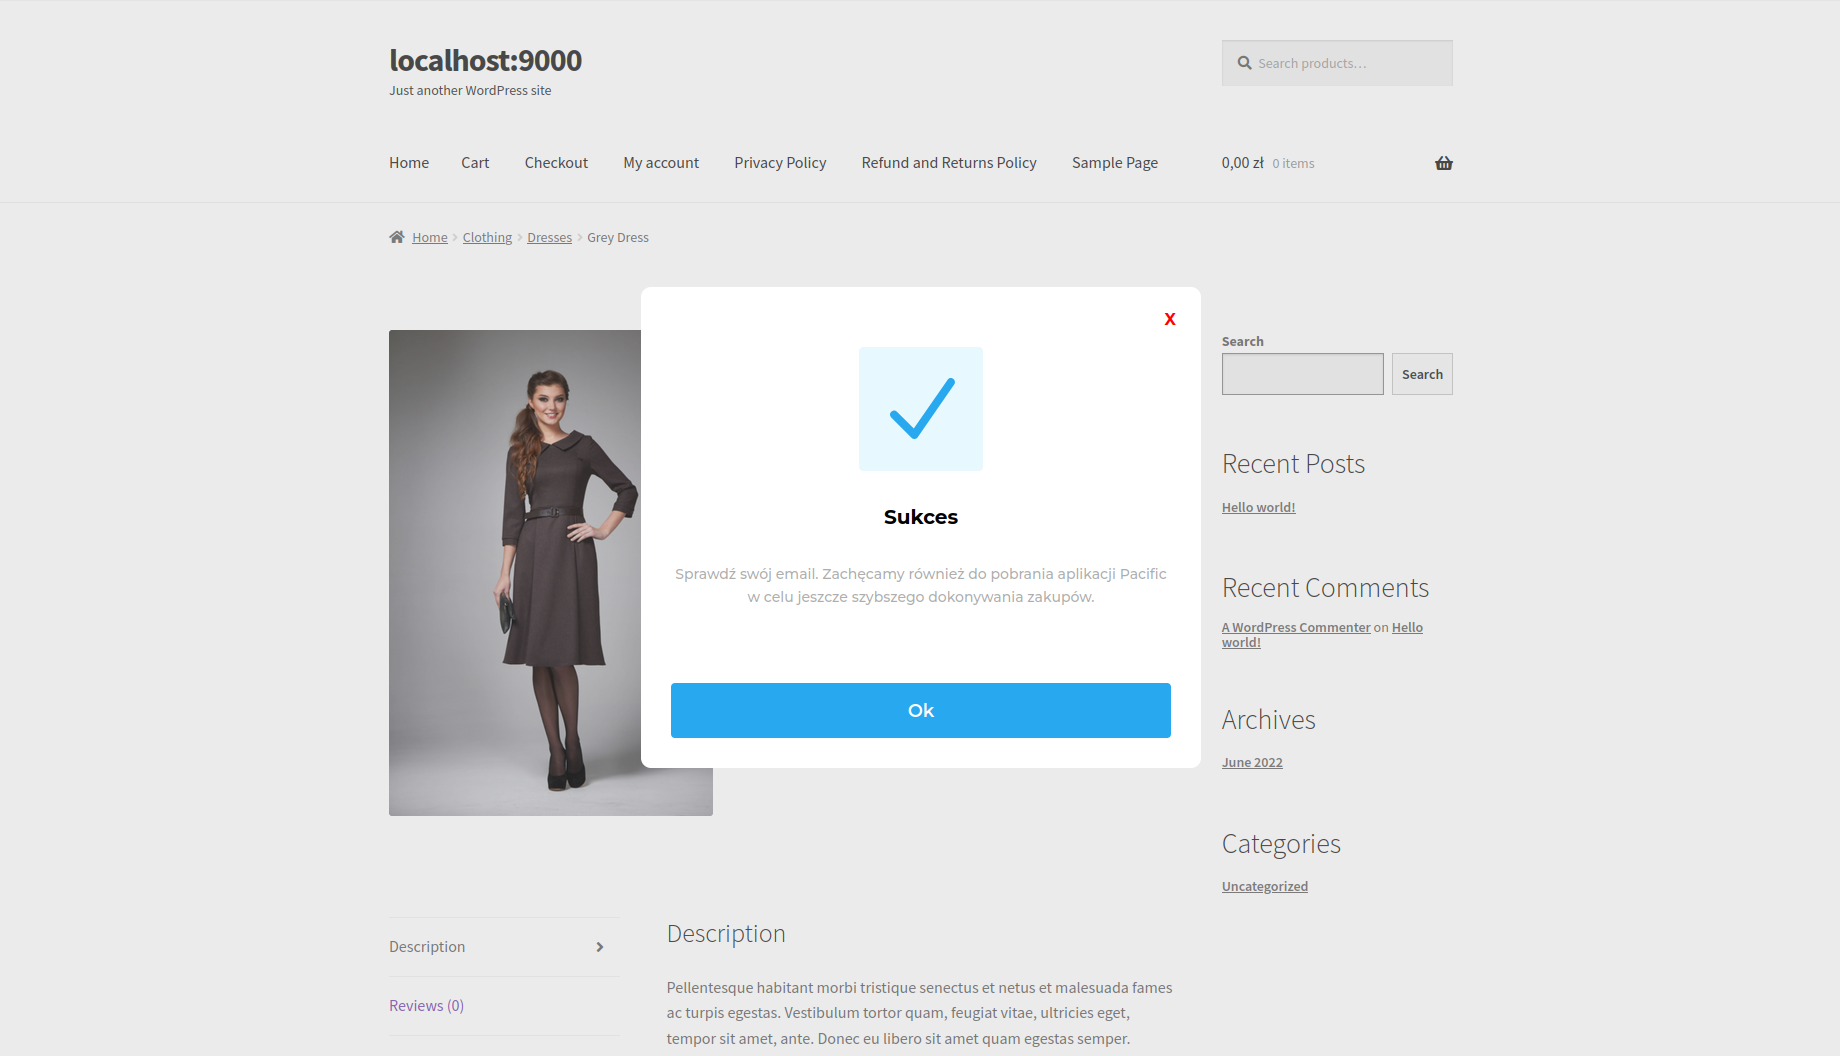 localhost:9000
Just another WordPress site
Search products…
Home Cart Checkout My account Privacy Policy Refund and Returns Policy Sample Page 0,00 zł 0 items
Home Clothing Dresses Grey Dress
X
Sukces
Sprawdź swój email. Zachęcamy również do pobrania aplikacji Pacific
w celu jeszcze szybszego dokonywania zakupów.
Ok
Search
Search
Recent Posts
Hello world!
Recent Comments
A WordPress Commenter on Hello
world!
Archives
June 2022
Categories
Uncategorized
Description
Reviews (0)
Description
Pellentesque habitant morbi tristique senectus et netus et malesuada fames
ac turpis egestas. Vestibulum tortor quam, feugiat vitae, ultricies eget,
tempor sit amet, ante. Donec eu libero sit amet quam egestas semper.